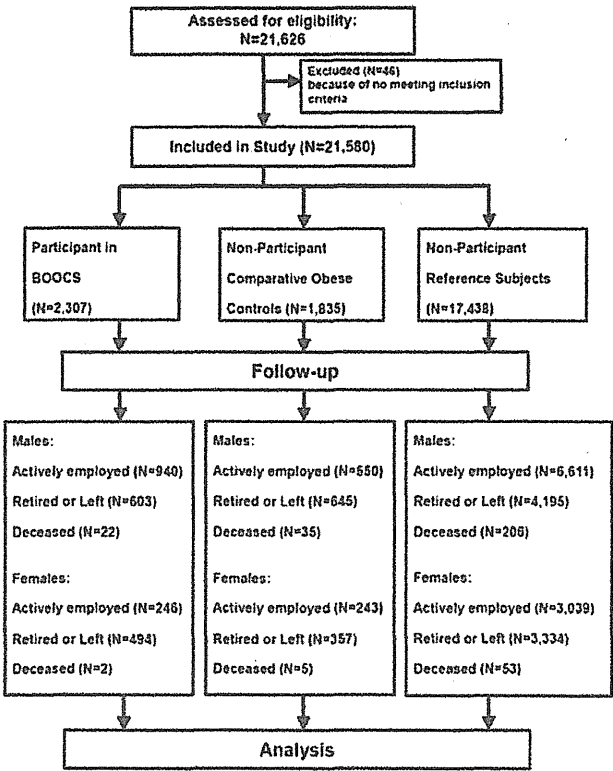 Assessed for eligibility:
N=21,626
Excluded (N=46)
because of no meeting inclusion
criteria
Included in Study (N=21,580)
Participant in
BOOCS
(N=2,307)
Non-Participant
Comparative Obese
Controls (N=1,835)
Non-Participant
Reference Subjects
(N=17,438)
Follow-up
Males:
Actively employed (N=940)
Retired or Left (N=603)
Deceased (N=22)
Females:
Actively employed (N=246)
Retired or Left (N=494)
Deceased (N=2)
Males:
Actively employed (N=550)
Retired or Left (N=645)
Deceased (N=35)
Females:
Actively employed (N=243)
Retired or Left (N=357)
Deceased (N=5)
Males:
Actively employed (N=6,611)
Retired or Left (N=4,195)
Deceased (N=206)
Females:
Actively employed (N=3,039)
Retired or Left (N=3,334)
Deceased (N=53)
Analysis